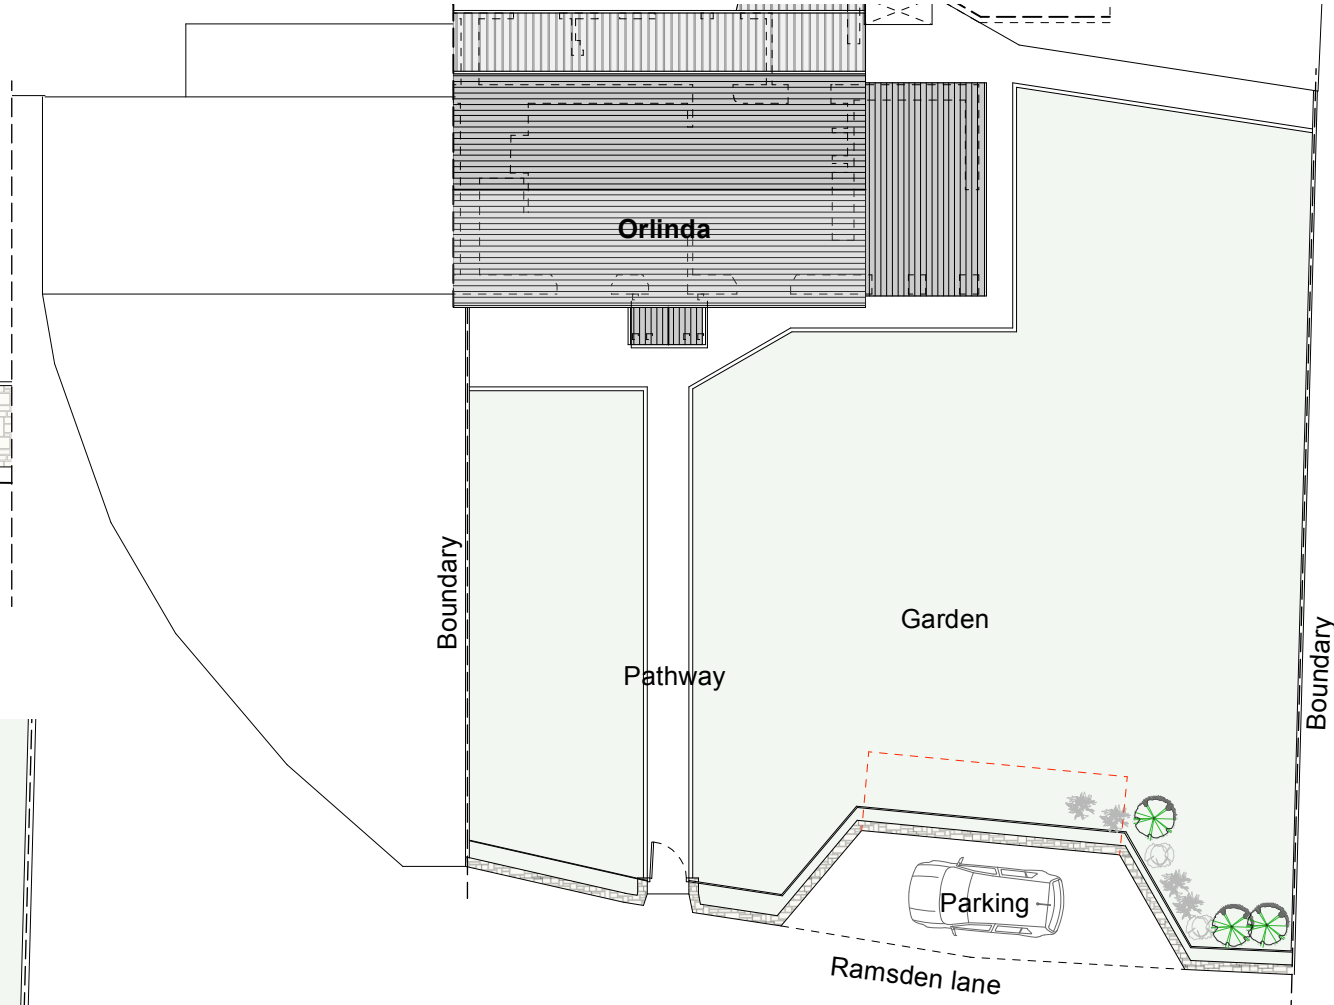 Orlinda
Boundary
Garden
Boundary
Pathway
Parking
Ramsden lane